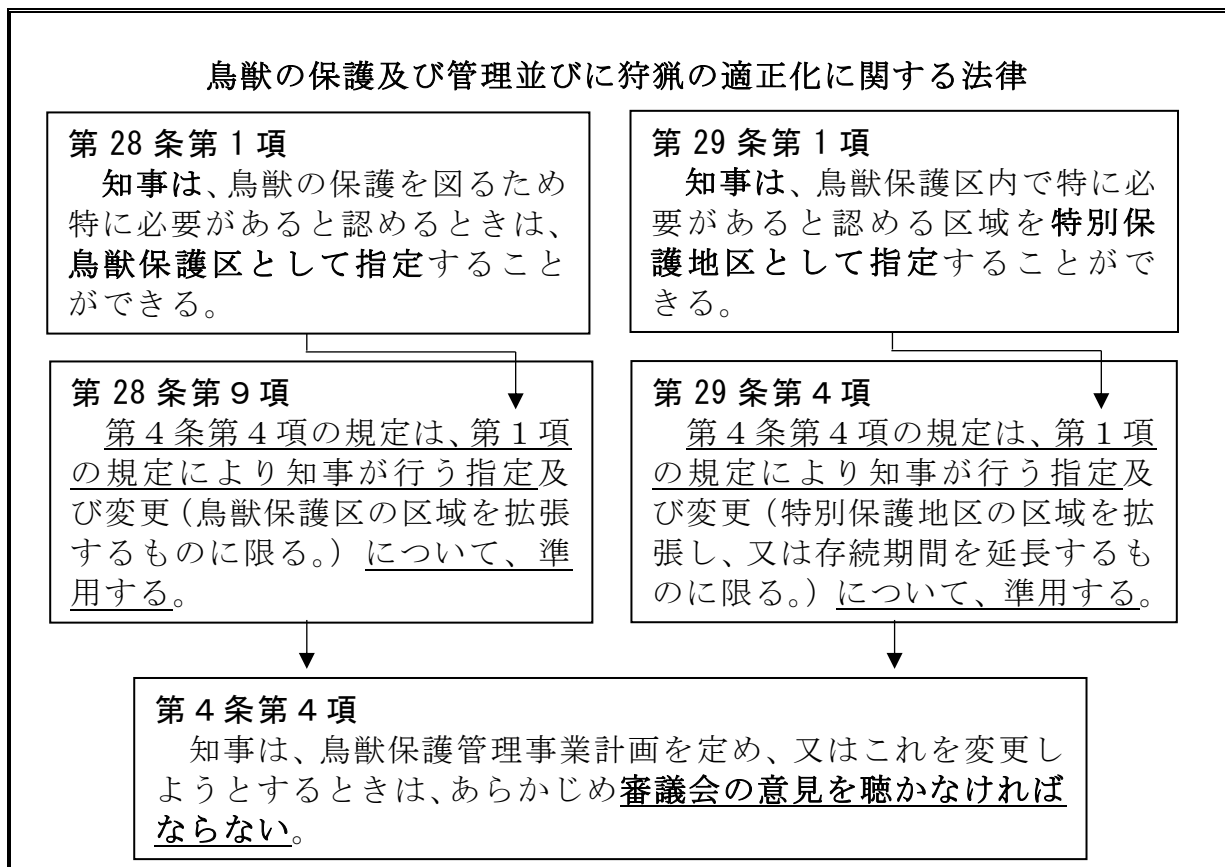 鳥獣の保護及び管理並びに狩猟の適正化に関する法律
第28条第1項
知事は、鳥獣の保護を図るため
特に必要があると認めるときは、
鳥獣保護区として指定すること
ができる。
第29条第1項
知事は、鳥獣保護区内で特に必
要があると認める区域を特別保
護地区として指定することがで
きる。
第28条第９項
第４条第４項の規定は、第１項
の規定により知事が行う指定及
び変更（鳥獣保護区の区域を拡張
するものに限る。）について、準
用する。
第29条第４項
第４条第４項の規定は、第１項
の規定により知事が行う指定及
び変更（特別保護地区の区域を拡
張し、又は存続期間を延長するも
のに限る。）について、準用する。
第４条第４項
知事は、鳥獣保護管理事業計画を定め、又はこれを変更し
ようとするときは、あらかじめ審議会の意見を聴かなければ
ならない。